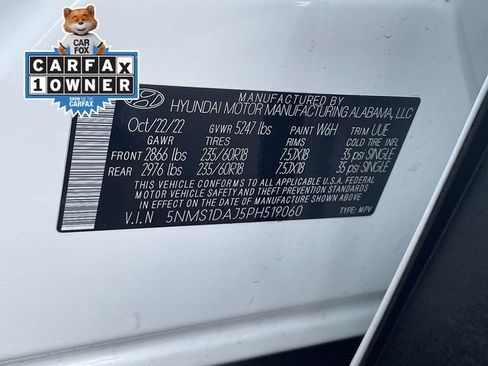 CAR
FOX
CARFAX
1 OWNER
SHOW ME THE CARFAX
MANUFACTURED BY
HYUNDAI MOTOR MANUFACTURING ALABAMA, LLC
Oct/22/22 GVWR 5247 lbs PAINT W6H TRIM UUE
GAWR TIRES RIMS COLD TIRE INFL
FRONT 2866 lbs 235/60R18 7.5JX18 35 psi SINGLE
REAR 2976 lbs 235/60R18 7.5JX18 35 psi SINGLE
THIS VEHICLE CONFORMS TO ALL APPLICABLE U.S.A. FEDERAL
MOTOR VEHICLE SAFETY, BUMPER, AND THEFT
PREVENTION STANDARDS IN EFFECT ON
THE DATE OF MANUFACTURE SHOWN ABOVE
V.I.N 5NMS1DAJ5PH519060 TYPE: MPV